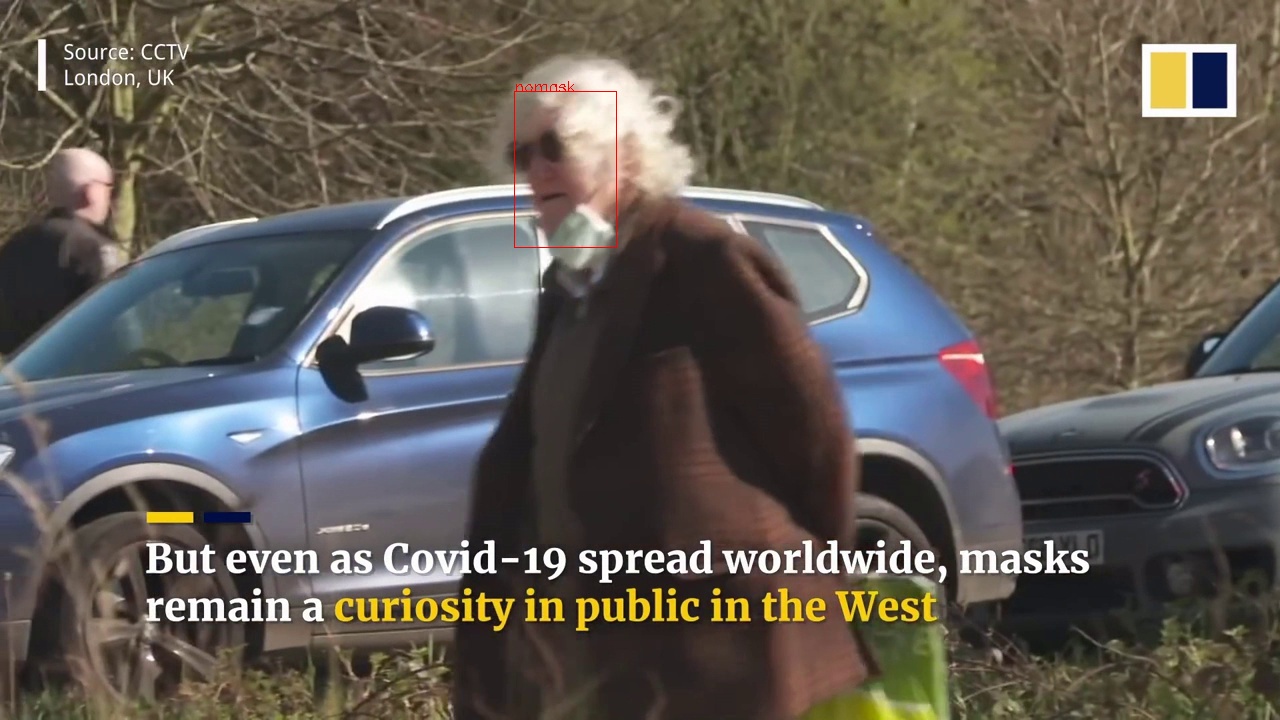 Source: CCTV
London, UK
nomask
But even as Covid-19 spread worldwide, masks
remain a curiosity in public in the West